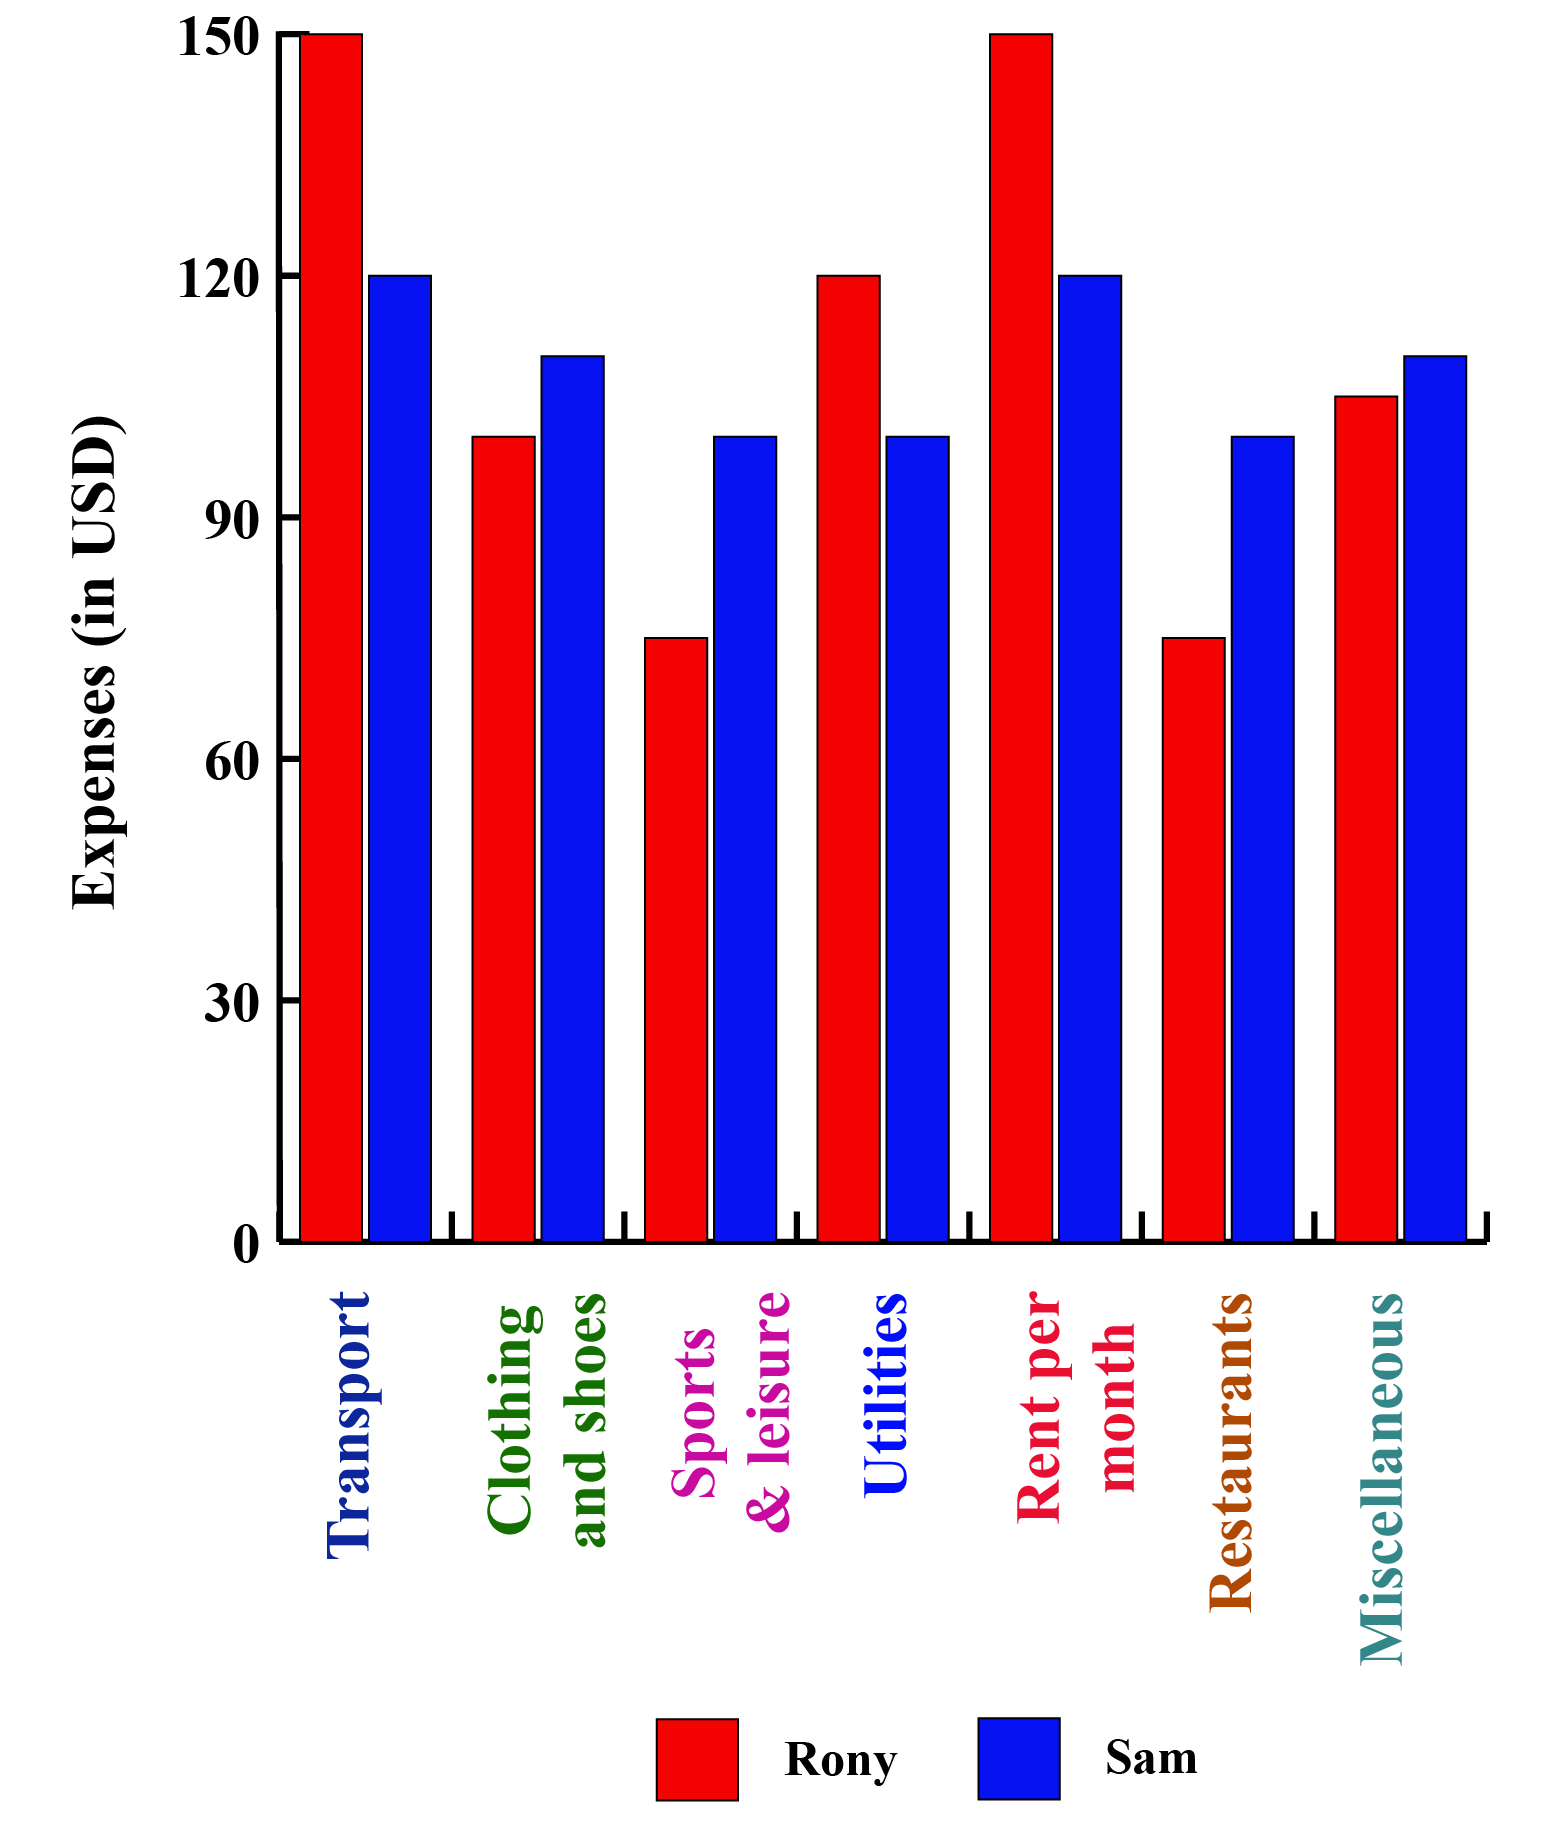 150
120
90
60
30
0
Expenses (in USD)
Transport
Clothing
and shoes
Sports
& leisure
Utilities
Rent per
month
Restaurants
Miscellaneous
Rony
Sam